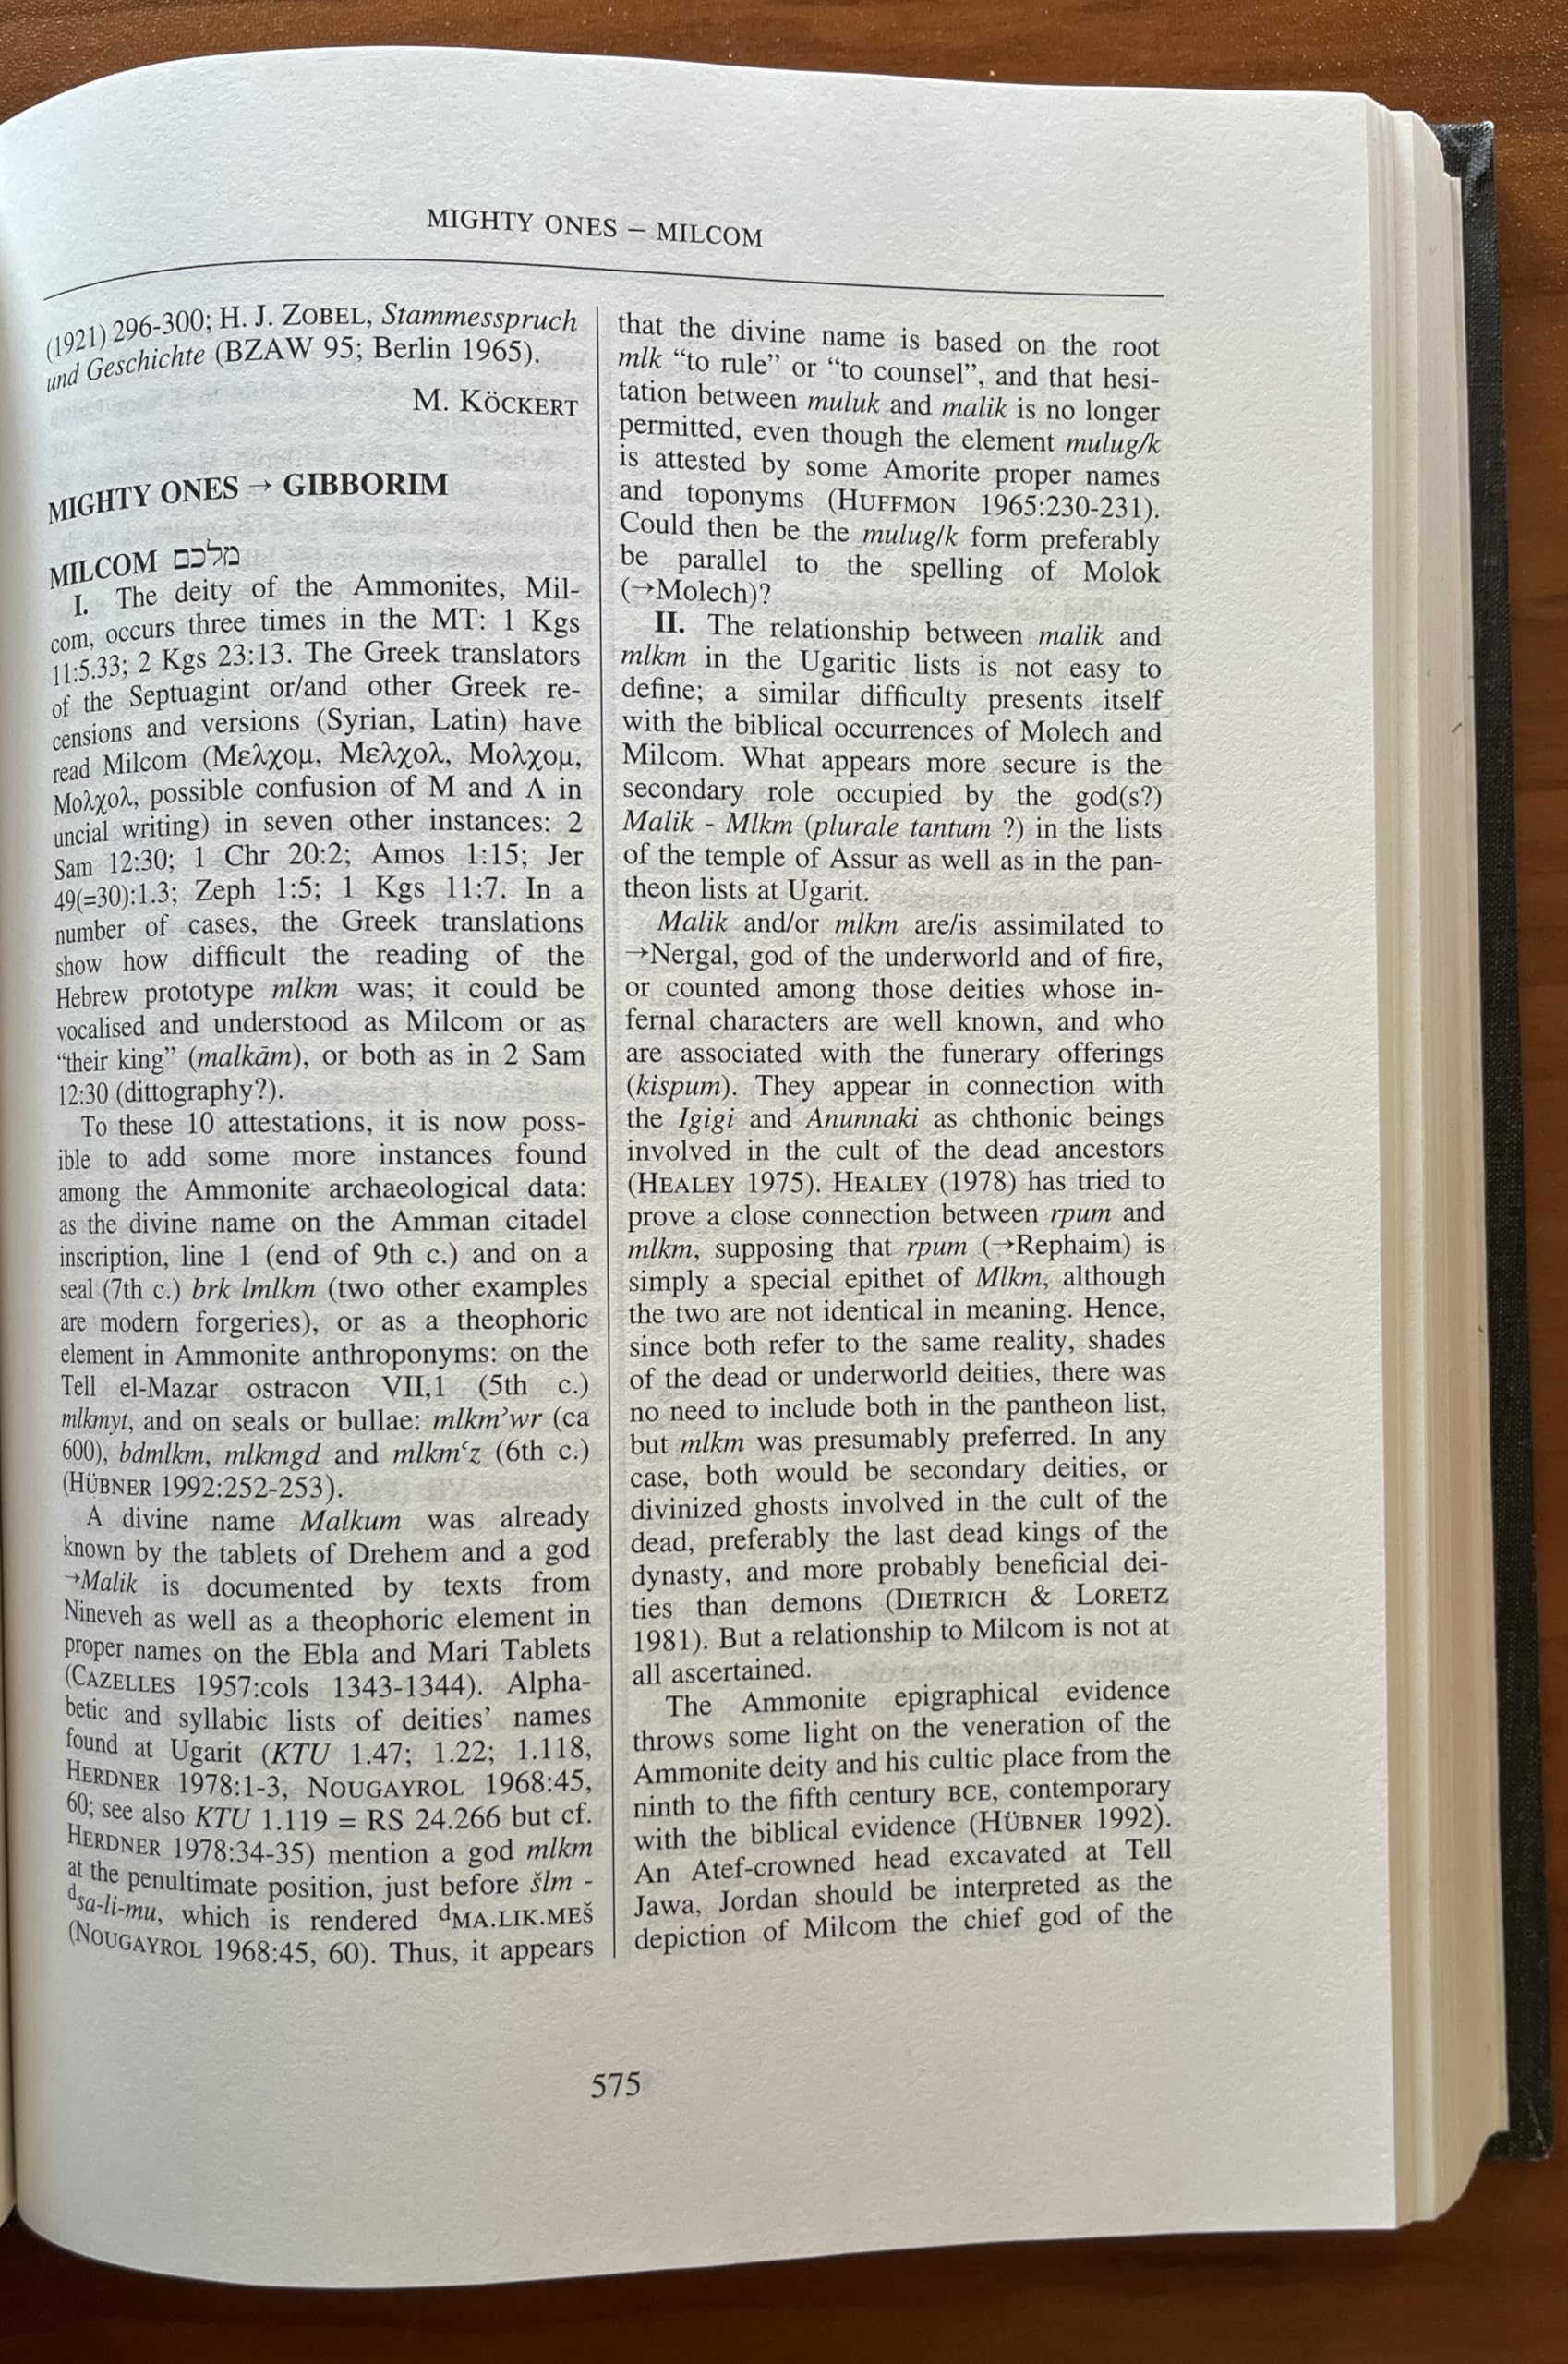 MIGHTY ONES – MILCOM
(1921) 296-300; H. J. ZOBEL, Stammesspruch
und Geschichte (BZAW 95; Berlin 1965).
M. KÖCKERT
MIGHTY ONES → GIBBORIM
MILCOM מלכם
I. The deity of the Ammonites, Mil-
com, occurs three times in the MT: 1 Kgs
11:5.33; 2 Kgs 23:13. The Greek translators
of the Septuagint or/and other Greek re-
censions and versions (Syrian, Latin) have
read Milcom (Μελχομ, Μελχολ, Μολχομ,
Μολχολ, possible confusion of M and Λ in
uncial writing) in seven other instances: 2
Sam 12:30; 1 Chr 20:2; Amos 1:15; Jer
49(=30):1.3; Zeph 1:5; 1 Kgs 11:7. In a
number of cases, the Greek translations
show how difficult the reading of the
Hebrew prototype mlkm was; it could be
vocalised and understood as Milcom or as
“their king” (malkām), or both as in 2 Sam
12:30 (dittography?).
To these 10 attestations, it is now poss-
ible to add some more instances found
among the Ammonite archaeological data:
as the divine name on the Amman citadel
inscription, line 1 (end of 9th c.) and on a
seal (7th c.) brk lmlkm (two other examples
are modern forgeries), or as a theophoric
element in Ammonite anthroponyms: on the
Tell el-Mazar ostracon VII,1 (5th c.)
mlkmyt, and on seals or bullae: mlkm’wr (ca
600), bdmlkm, mlkmgd and mlkmʿz (6th c.)
(HÜBNER 1992:252-253).
A divine name Malkum was already
known by the tablets of Drehem and a god
→Malik is documented by texts from
Nineveh as well as a theophoric element in
proper names on the Ebla and Mari Tablets
(CAZELLES 1957:cols 1343-1344). Alpha-
betic and syllabic lists of deities’ names
found at Ugarit (KTU 1.47; 1.22; 1.118,
HERDNER 1978:1-3, NOUGAYROL 1968:45,
60; see also KTU 1.119 = RS 24.266 but cf.
HERDNER 1978:34-35) mention a god mlkm
at the penultimate position, just before šlm -
ᵈsa-li-mu, which is rendered ᵈMA.LIK.MEŠ
(NOUGAYROL 1968:45, 60). Thus, it appears
that the divine name is based on the root
mlk “to rule” or “to counsel”, and that hesi-
tation between muluk and malik is no longer
permitted, even though the element mulug/k
is attested by some Amorite proper names
and toponyms (HUFFMON 1965:230-231).
Could then be the mulug/k form preferably
be parallel to the spelling of Molok
(→Molech)?
II. The relationship between malik and
mlkm in the Ugaritic lists is not easy to
define; a similar difficulty presents itself
with the biblical occurrences of Molech and
Milcom. What appears more secure is the
secondary role occupied by the god(s?)
Malik - Mlkm (plurale tantum ?) in the lists
of the temple of Assur as well as in the pan-
theon lists at Ugarit.
Malik and/or mlkm are/is assimilated to
→Nergal, god of the underworld and of fire,
or counted among those deities whose in-
fernal characters are well known, and who
are associated with the funerary offerings
(kispum). They appear in connection with
the Igigi and Anunnaki as chthonic beings
involved in the cult of the dead ancestors
(HEALEY 1975). HEALEY (1978) has tried to
prove a close connection between rpum and
mlkm, supposing that rpum (→Rephaim) is
simply a special epithet of Mlkm, although
the two are not identical in meaning. Hence,
since both refer to the same reality, shades
of the dead or underworld deities, there was
no need to include both in the pantheon list,
but mlkm was presumably preferred. In any
case, both would be secondary deities, or
divinized ghosts involved in the cult of the
dead, preferably the last dead kings of the
dynasty, and more probably beneficial dei-
ties than demons (DIETRICH & LORETZ
1981). But a relationship to Milcom is not at
all ascertained.
The Ammonite epigraphical evidence
throws some light on the veneration of the
Ammonite deity and his cultic place from the
ninth to the fifth century BCE, contemporary
with the biblical evidence (HÜBNER 1992).
An Atef-crowned head excavated at Tell
Jawa, Jordan should be interpreted as the
depiction of Milcom the chief god of the
575